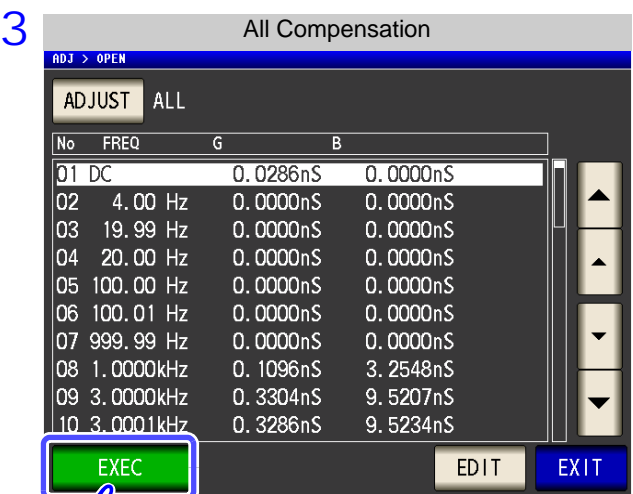 3
All Compensation
ADJ > OPEN
ADJUST ALL
No FREQ G B
01 DC 0.0286nS 0.0000nS
02 4.00 Hz 0.0000nS 0.0000nS
03 19.99 Hz 0.0000nS 0.0000nS
04 20.00 Hz 0.0000nS 0.0000nS
05 100.00 Hz 0.0000nS 0.0000nS
06 100.01 Hz 0.0000nS 0.0000nS
07 999.99 Hz 0.0000nS 0.0000nS
08 1.0000kHz 0.1096nS 3.2548nS
09 3.0000kHz 0.3304nS 9.5207nS
10 3.0001kHz 0.3286nS 9.5234nS
EXEC EDIT EXIT